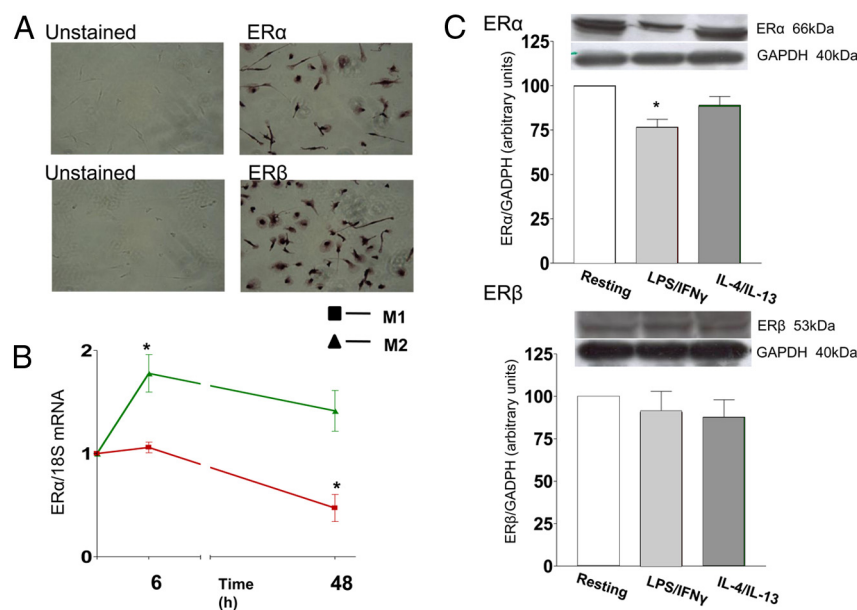 A
Unstained
ERα
Unstained
ERβ
M1
M2
B
ERα/18S mRNA
2
*
1
*
0
6
Time
(h)
48
C
ERα
ERα 66kDa
GAPDH 40kDa
ERα/GADPH (arbitrary units)
125
100
75
50
25
0
*
Resting
LPS/IFNγ
IL-4/IL-13
ERβ
ERβ 53kDa
GAPDH 40kDa
ERβ/GADPH (arbitrary units)
125
100
75
50
25
0
Resting
LPS/IFNγ
IL-4/IL-13